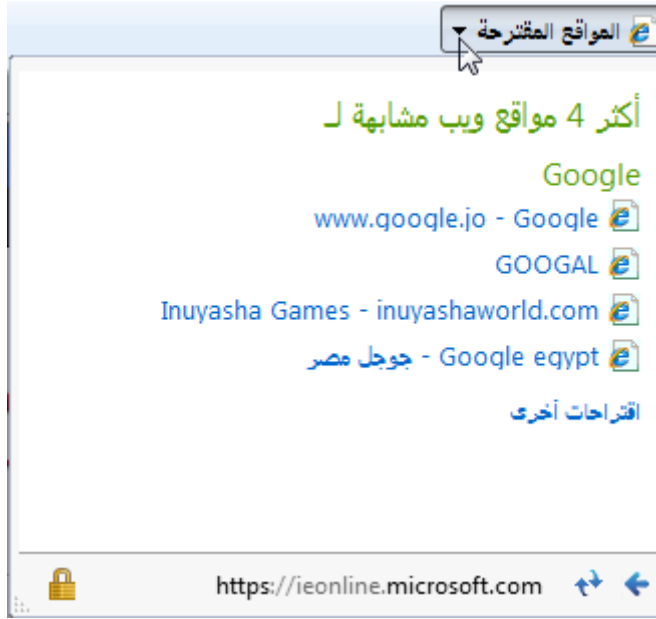 المواقع المقترحة
أكثر 4 مواقع ويب مشابهة لـ
Google
www.google.jo - Google
GOOGAL
Inuyasha Games - inuyashaworld.com
Google egypt - جوجل مصر
اقتراحات أخرى
https://ieonline.microsoft.com